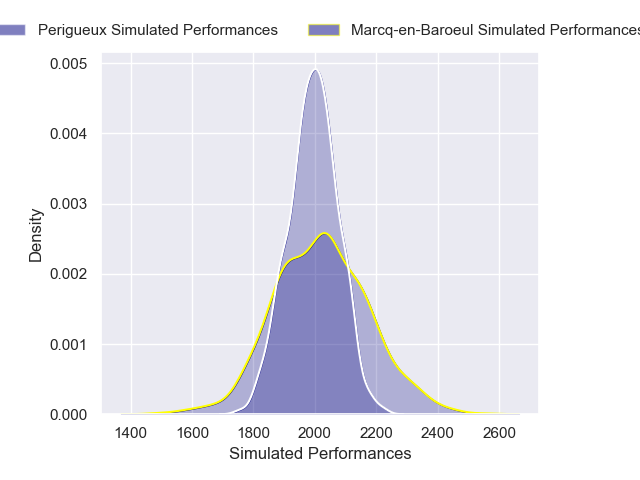 Perigueux Simulated Performances
Marcq-en-Baroeul Simulated Performances
0.005
0.004
0.003
0.002
0.001
0.000
Density
1400 1600 1800 2000 2200 2400 2600
Simulated Performances